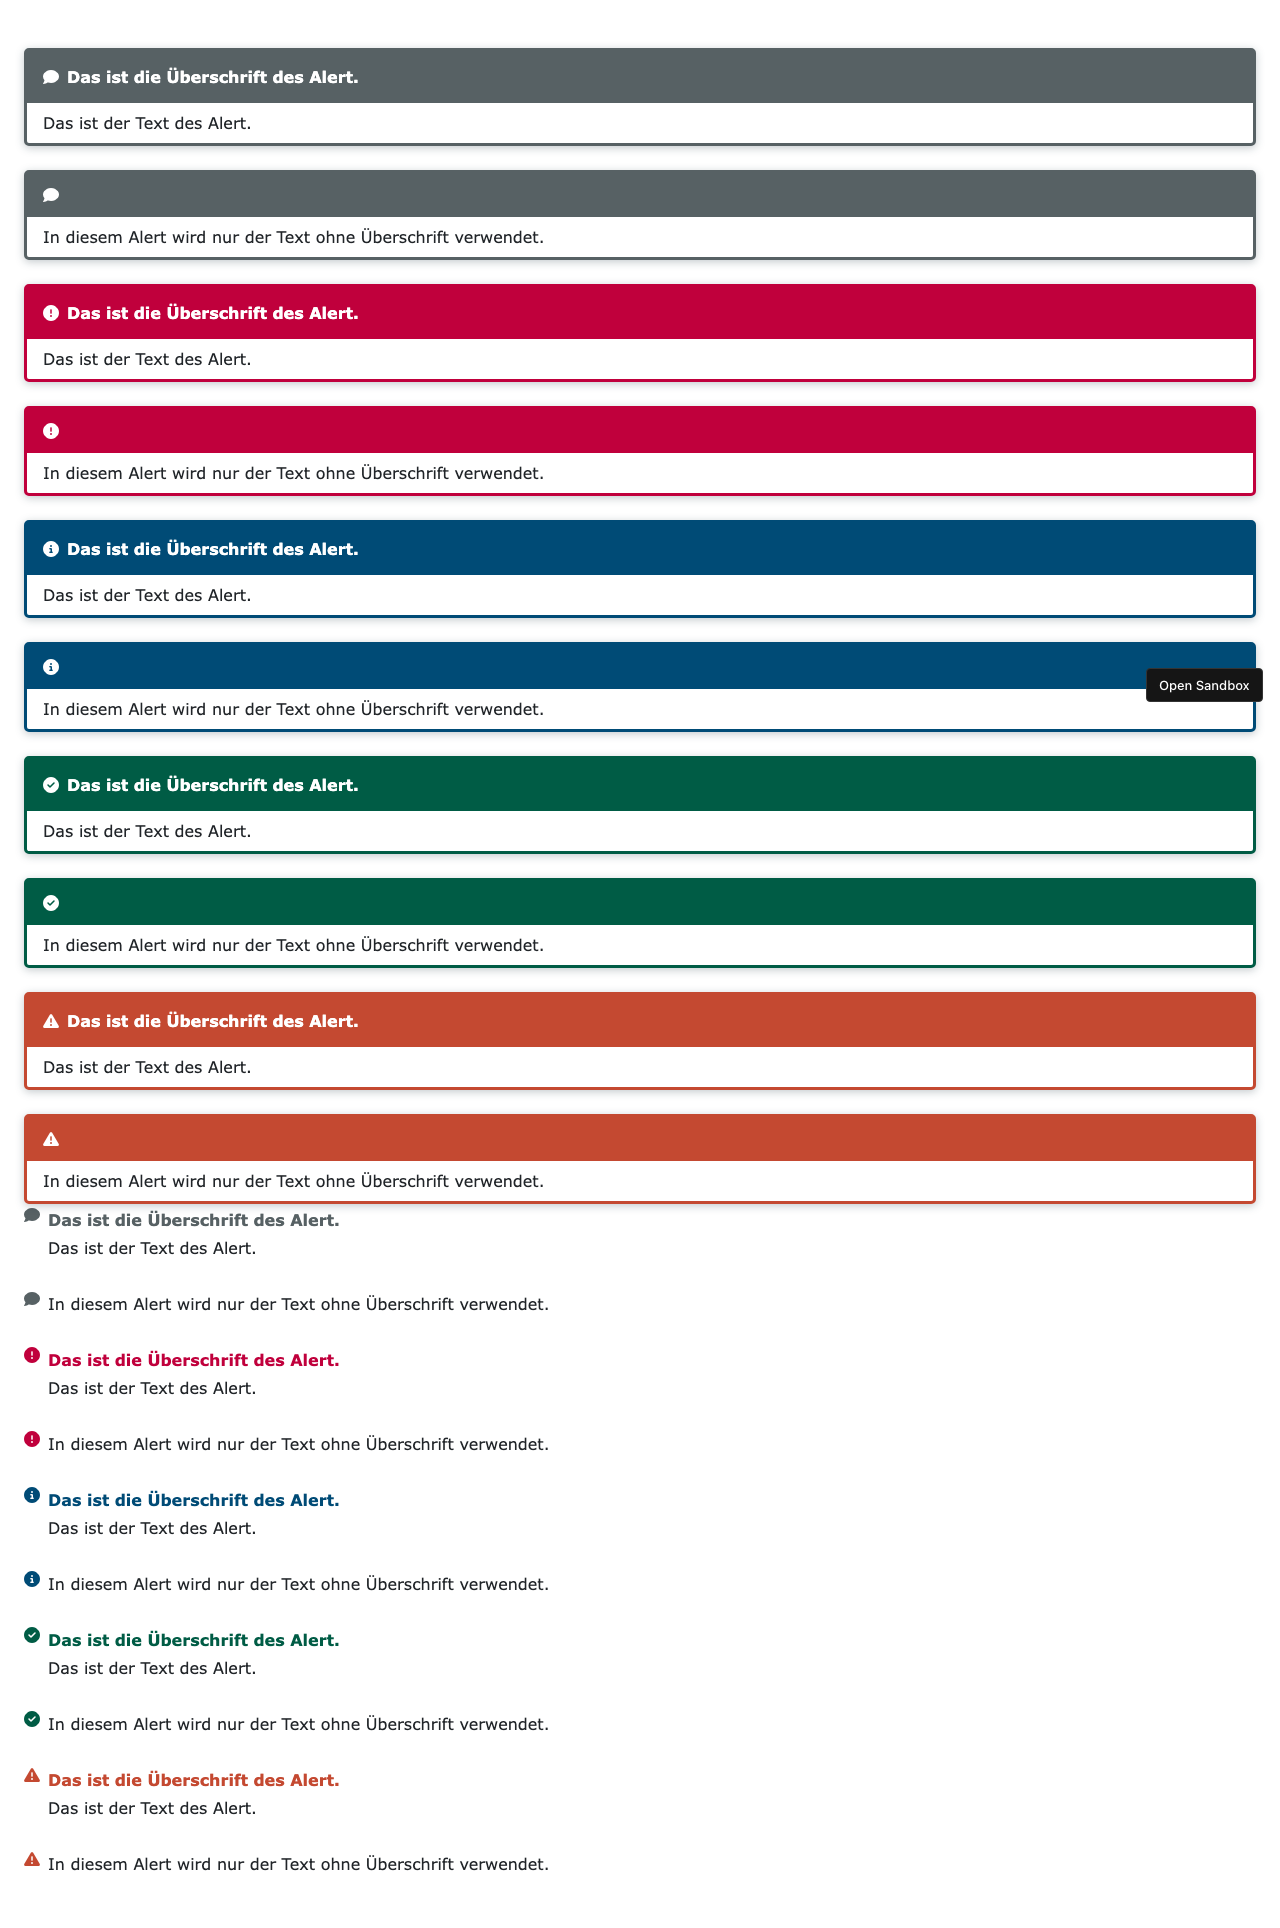 Das ist die Überschrift des Alert.
Das ist der Text des Alert.
In diesem Alert wird nur der Text ohne Überschrift verwendet.
Das ist die Überschrift des Alert.
Das ist der Text des Alert.
In diesem Alert wird nur der Text ohne Überschrift verwendet.
Das ist die Überschrift des Alert.
Das ist der Text des Alert.
Open Sandbox
In diesem Alert wird nur der Text ohne Überschrift verwendet.
Das ist die Überschrift des Alert.
Das ist der Text des Alert.
In diesem Alert wird nur der Text ohne Überschrift verwendet.
Das ist die Überschrift des Alert.
Das ist der Text des Alert.
In diesem Alert wird nur der Text ohne Überschrift verwendet.
Das ist die Überschrift des Alert.
Das ist der Text des Alert.
In diesem Alert wird nur der Text ohne Überschrift verwendet.
Das ist die Überschrift des Alert.
Das ist der Text des Alert.
In diesem Alert wird nur der Text ohne Überschrift verwendet.
Das ist die Überschrift des Alert.
Das ist der Text des Alert.
In diesem Alert wird nur der Text ohne Überschrift verwendet.
Das ist die Überschrift des Alert.
Das ist der Text des Alert.
In diesem Alert wird nur der Text ohne Überschrift verwendet.
Das ist die Überschrift des Alert.
Das ist der Text des Alert.
In diesem Alert wird nur der Text ohne Überschrift verwendet.